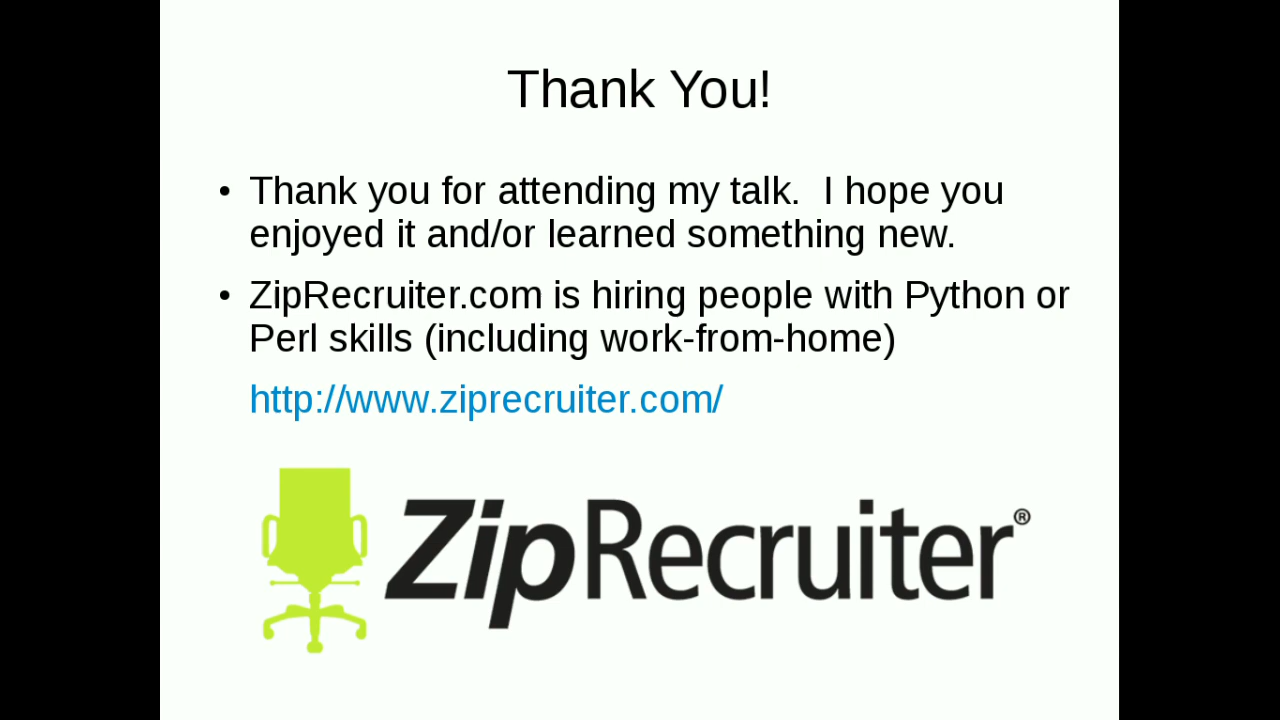 Thank You!
• Thank you for attending my talk.  I hope you
enjoyed it and/or learned something new.
• ZipRecruiter.com is hiring people with Python or
Perl skills (including work-from-home)
http://www.ziprecruiter.com/
ZipRecruiter®